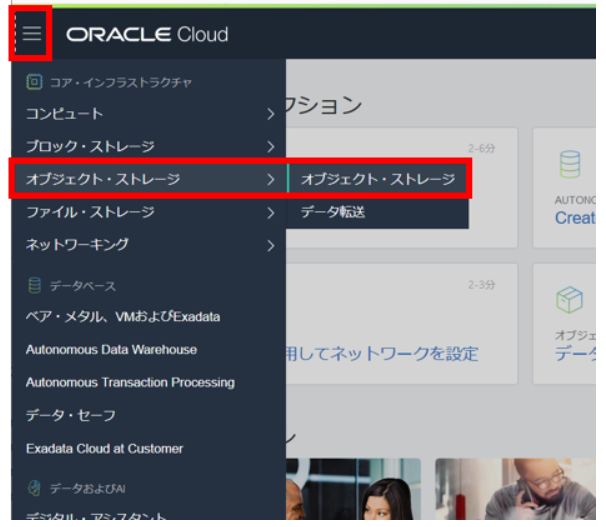 ORACLE Cloud
コア・インフラストラクチャ
コンピュート
ブロック・ストレージ
オブジェクト・ストレージ
ファイル・ストレージ
ネットワーキング
データベース
ベア・メタル、VMおよびExadata
Autonomous Data Warehouse
Autonomous Transaction Processing
データ・セーフ
Exadata Cloud at Customer
データおよびAI
デジタル・アシスタント
オブジェクト・ストレージ
データ転送
クション
2-6分
2-3分
用してネットワークを設定
AUTONO
Creat
オブジェ
データ